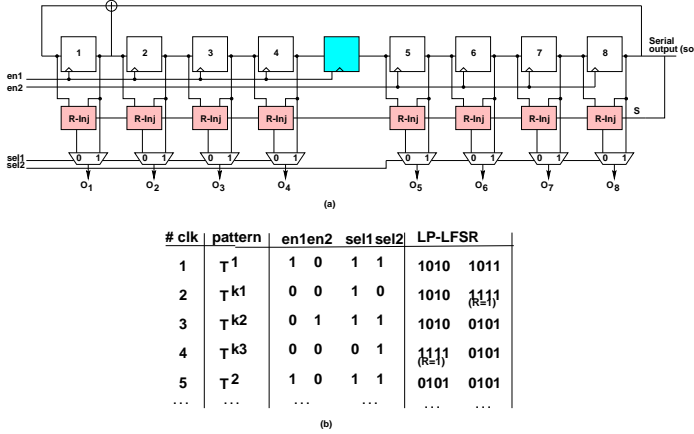 Serial
output (so
1 2 3 4 5 6 7 8
en1
en2
R-Inj R-Inj R-Inj R-Inj R-Inj R-Inj R-Inj R-Inj
S
sel1
sel2
0 1 0 1 0 1 0 1 0 1 0 1 0 1 0 1
O1 O2 O3 O4 O5 O6 O7 O8
(a)
# clk pattern en1en2 sel1sel2 LP-LFSR
1 T1 1 0 1 1 1010 1011
2 Tk1 0 0 1 0 1010 1111
(R=1)
3 Tk2 0 1 1 1 1010 0101
4 Tk3 0 0 0 1 1111 0101
(R=1)
5 T2 1 0 1 1 0101 0101
... ... ... ... ... ...
(b)